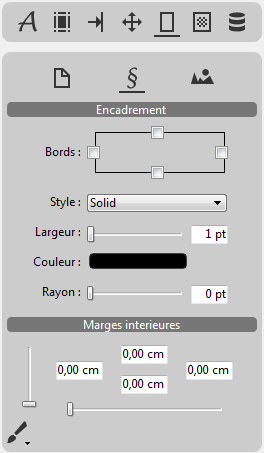 A
§
Encadrement
Bords :
Style : Solid
Largeur : 1 pt
Couleur :
Rayon : 0 pt
Marges interieures
0,00 cm
0,00 cm 0,00 cm
0,00 cm